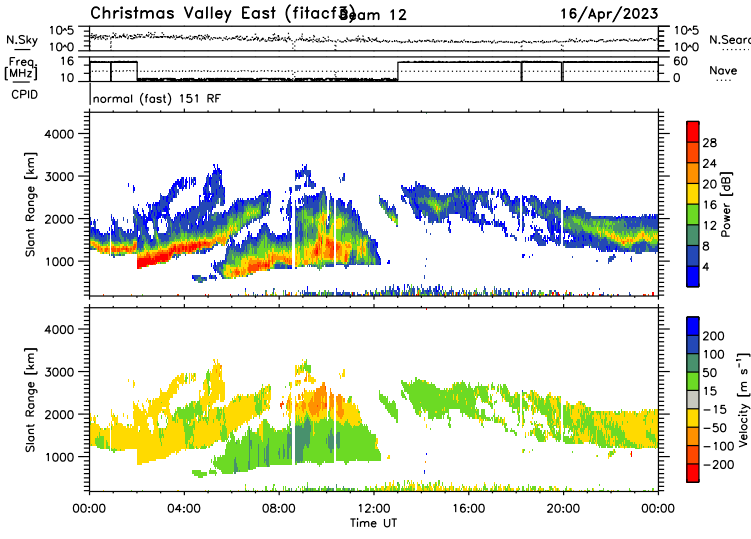 Christmas Valley East (fitacf3) Beam 12 16/Apr/2023
N.Sky 10^5 10^0 10^5 10^0 N.Searc
Freq. [MHz] 16 10 60 0 Nave
CPID normal (fast) 151 RF
Slant Range [km] 4000 3000 2000 1000
28 24 20 16 12 8 4 Power [dB]
Slant Range [km] 4000 3000 2000 1000
200 100 50 15 -15 -50 -100 -200 Velocity [m s^-1]
00:00 04:00 08:00 12:00 16:00 20:00 00:00
Time UT